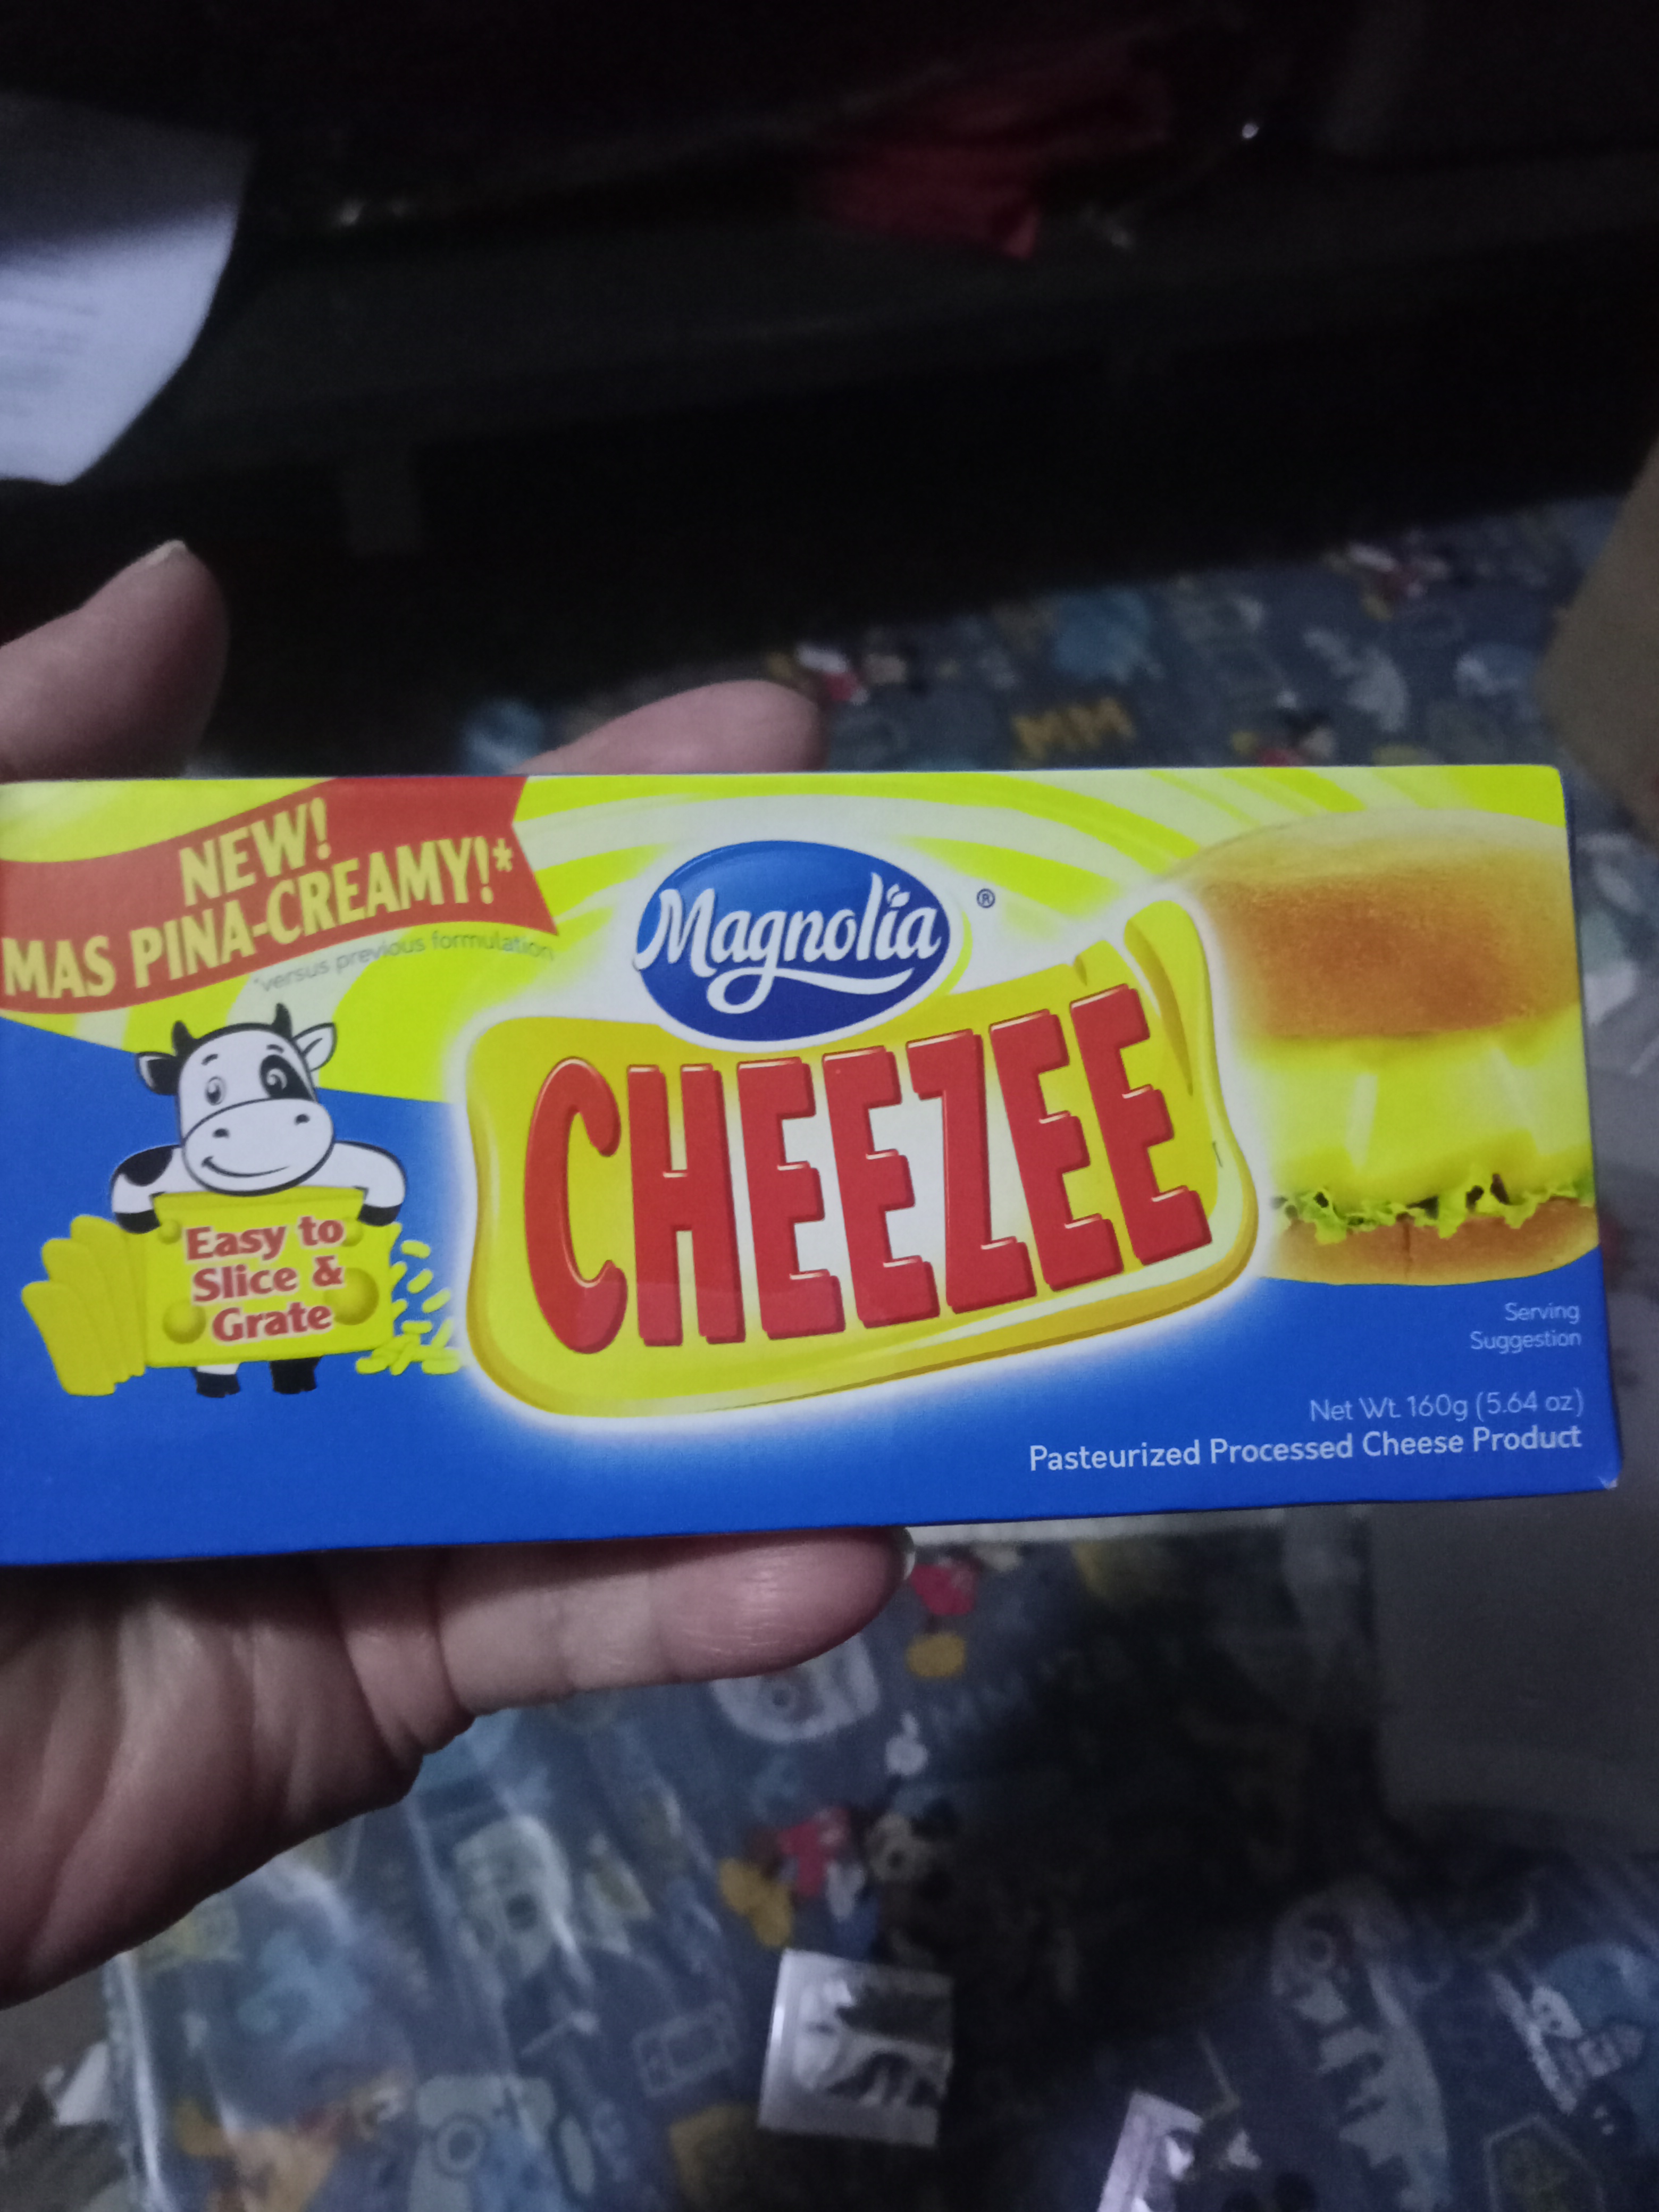 NEW!
MAS PINA-CREAMY!*
*versus previous formulation
Magnolia ®
CHEEZEE
Easy to
Slice &
Grate
Serving
Suggestion
Net Wt. 160g (5.64 oz)
Pasteurized Processed Cheese Product
MM